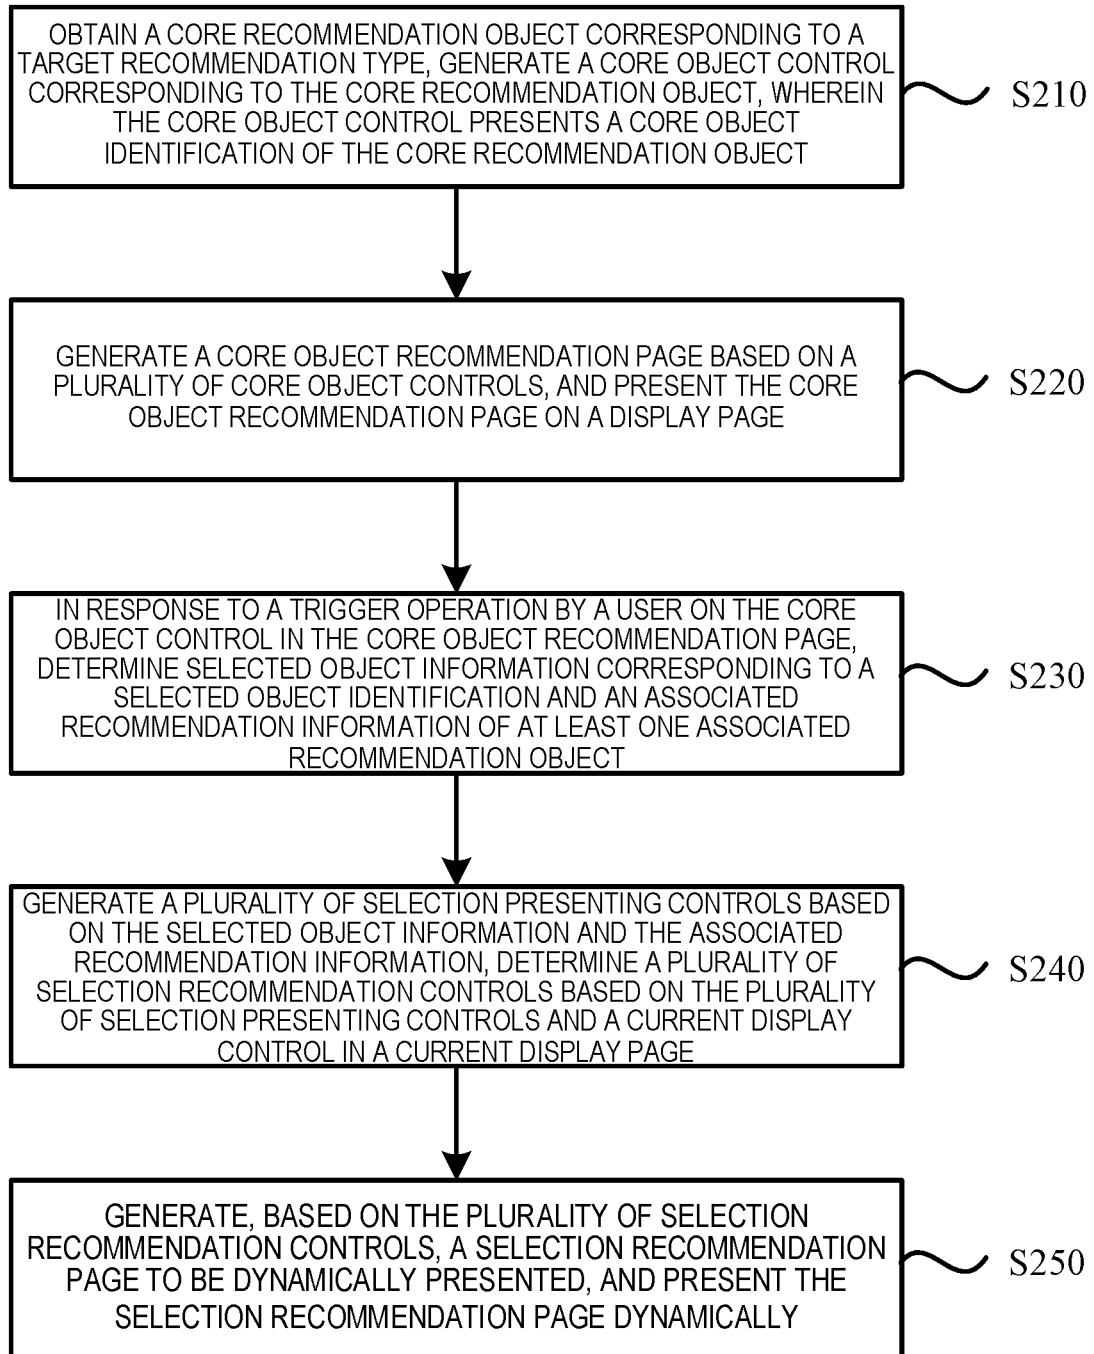 OBTAIN A CORE RECOMMENDATION OBJECT CORRESPONDING TO A
TARGET RECOMMENDATION TYPE, GENERATE A CORE OBJECT CONTROL
CORRESPONDING TO THE CORE RECOMMENDATION OBJECT, WHEREIN
THE CORE OBJECT CONTROL PRESENTS A CORE OBJECT
IDENTIFICATION OF THE CORE RECOMMENDATION OBJECT
S210
GENERATE A CORE OBJECT RECOMMENDATION PAGE BASED ON A
PLURALITY OF CORE OBJECT CONTROLS, AND PRESENT THE CORE
OBJECT RECOMMENDATION PAGE ON A DISPLAY PAGE
S220
IN RESPONSE TO A TRIGGER OPERATION BY A USER ON THE CORE
OBJECT CONTROL IN THE CORE OBJECT RECOMMENDATION PAGE,
DETERMINE SELECTED OBJECT INFORMATION CORRESPONDING TO A
SELECTED OBJECT IDENTIFICATION AND AN ASSOCIATED
RECOMMENDATION INFORMATION OF AT LEAST ONE ASSOCIATED
RECOMMENDATION OBJECT
S230
GENERATE A PLURALITY OF SELECTION PRESENTING CONTROLS BASED
ON THE SELECTED OBJECT INFORMATION AND THE ASSOCIATED
RECOMMENDATION INFORMATION, DETERMINE A PLURALITY OF
SELECTION RECOMMENDATION CONTROLS BASED ON THE PLURALITY
OF SELECTION PRESENTING CONTROLS AND A CURRENT DISPLAY
CONTROL IN A CURRENT DISPLAY PAGE
S240
GENERATE, BASED ON THE PLURALITY OF SELECTION
RECOMMENDATION CONTROLS, A SELECTION RECOMMENDATION
PAGE TO BE DYNAMICALLY PRESENTED, AND PRESENT THE
SELECTION RECOMMENDATION PAGE DYNAMICALLY
S250